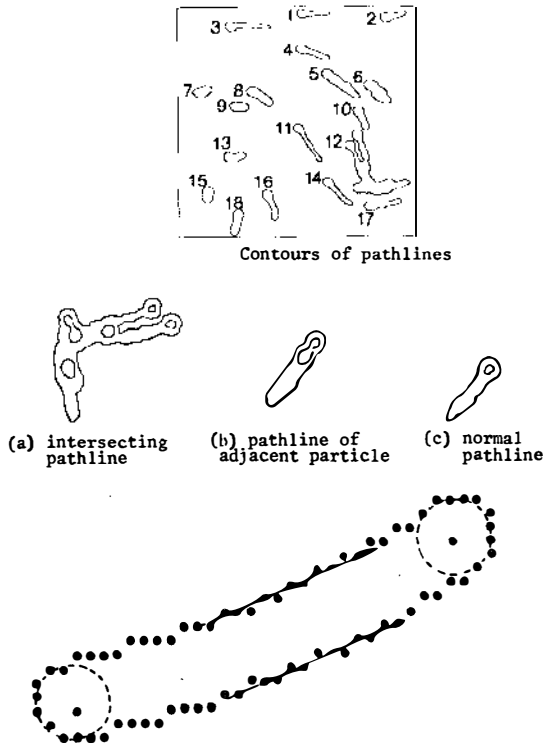 1
2
3
4
5
6
7
8
9
10
11
12
13
14
15
16
17
18
Contours of pathlines
(a) intersecting
pathline
(b) pathline of
adjacent particle
(c) normal
pathline